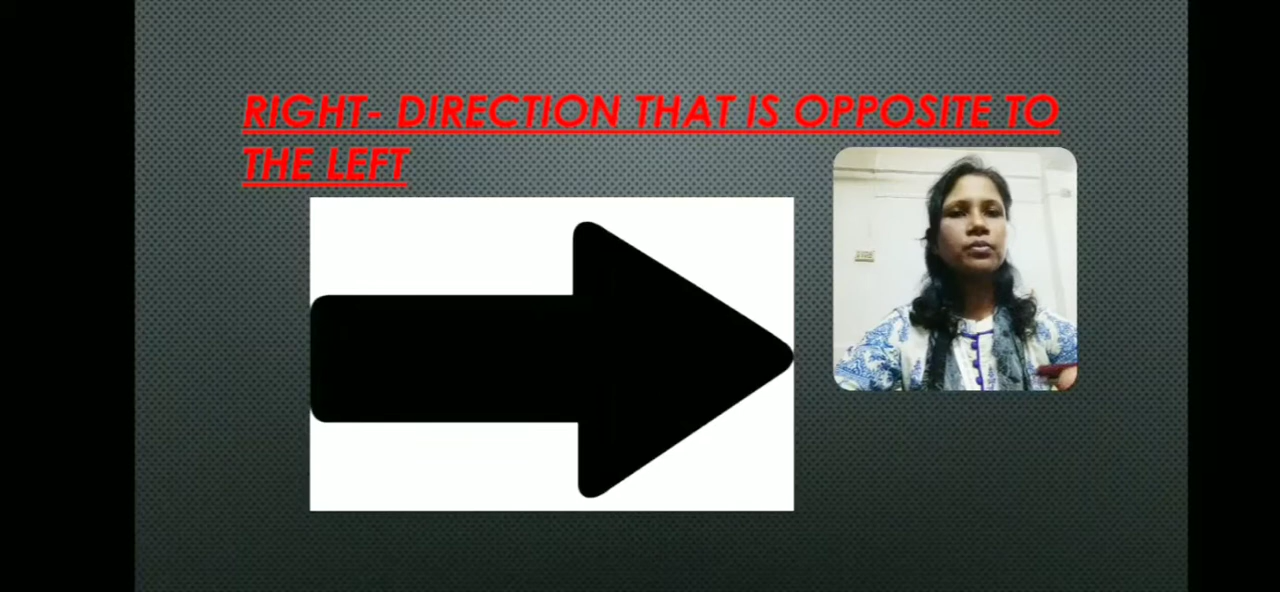 RIGHT- DIRECTION THAT IS OPPOSITE TO
THE LEFT